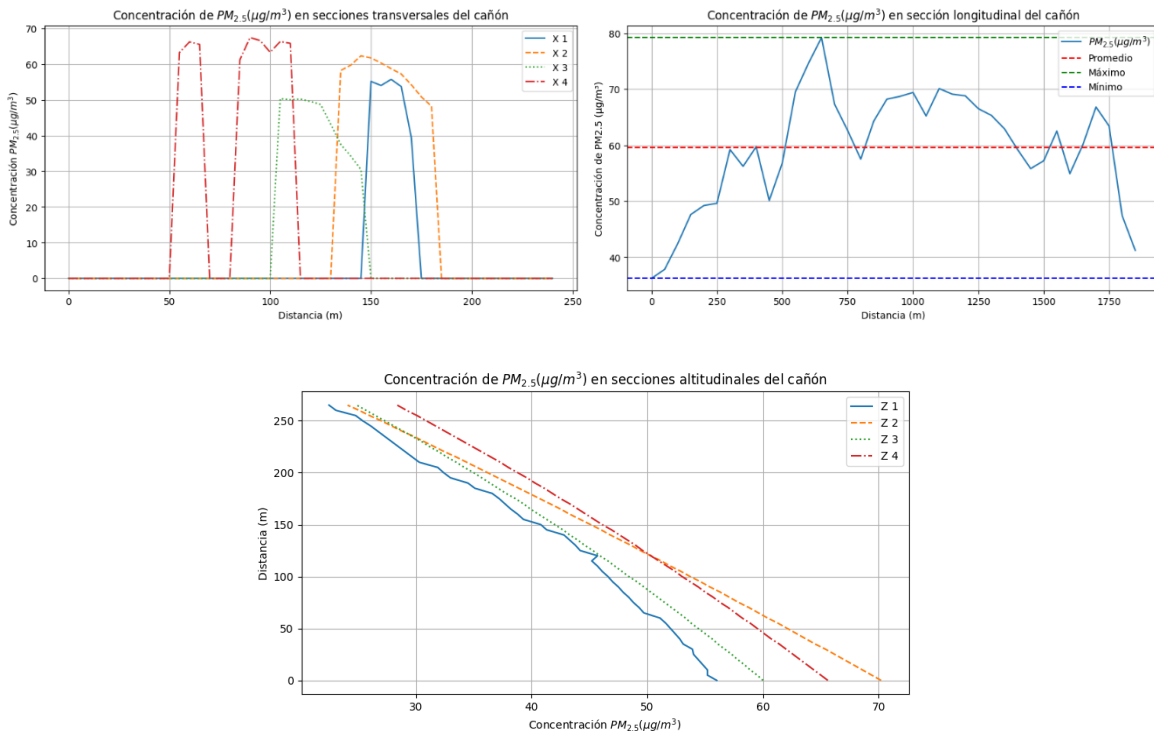 Concentración de PM2.5(μg/m³) en secciones transversales del cañón
Concentración PM2.5(μg/m³)
70
60
50
40
30
20
10
0
0 50 100 150 200 250
Distancia (m)
X 1
X 2
X 3
X 4
Concentración de PM2.5(μg/m³) en sección longitudinal del cañón
Concentración de PM2.5 (μg/m³)
80
70
60
50
40
0 250 500 750 1000 1250 1500 1750
Distancia (m)
PM2.5(μg/m³)
Promedio
Máximo
Mínimo
Concentración de PM2.5(μg/m³) en secciones altitudinales del cañón
Distancia (m)
250
200
150
100
50
0
30 40 50 60 70
Concentración PM2.5(μg/m³)
Z 1
Z 2
Z 3
Z 4